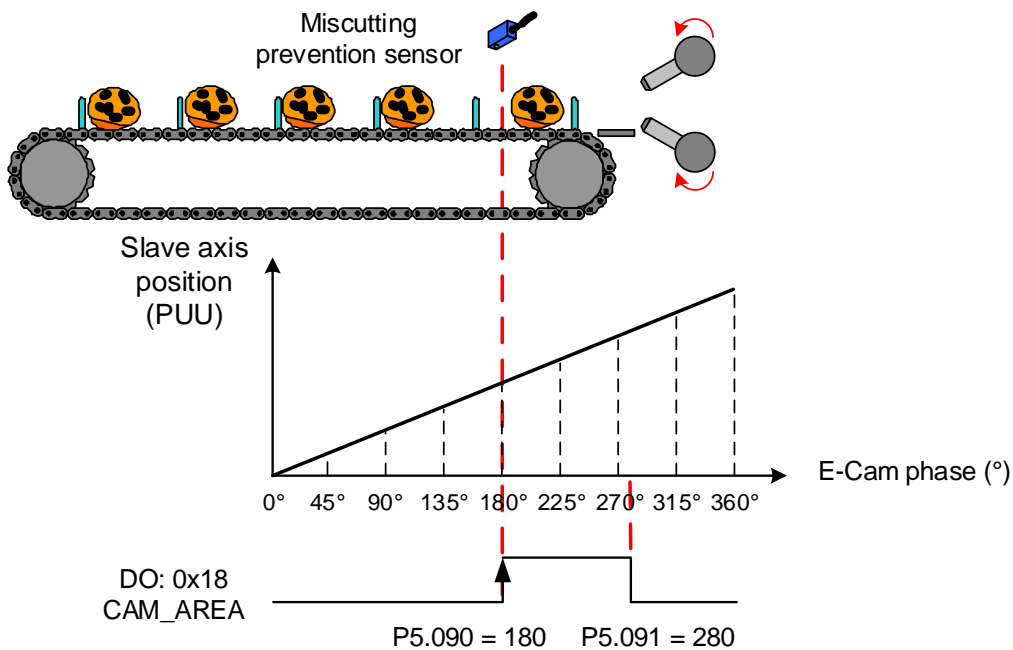 Miscutting
prevention sensor
Slave axis
position
(PUU)
E-Cam phase (°)
0° 45° 90° 135° 180° 225° 270° 315° 360°
DO: 0x18
CAM_AREA
P5.090 = 180 P5.091 = 280